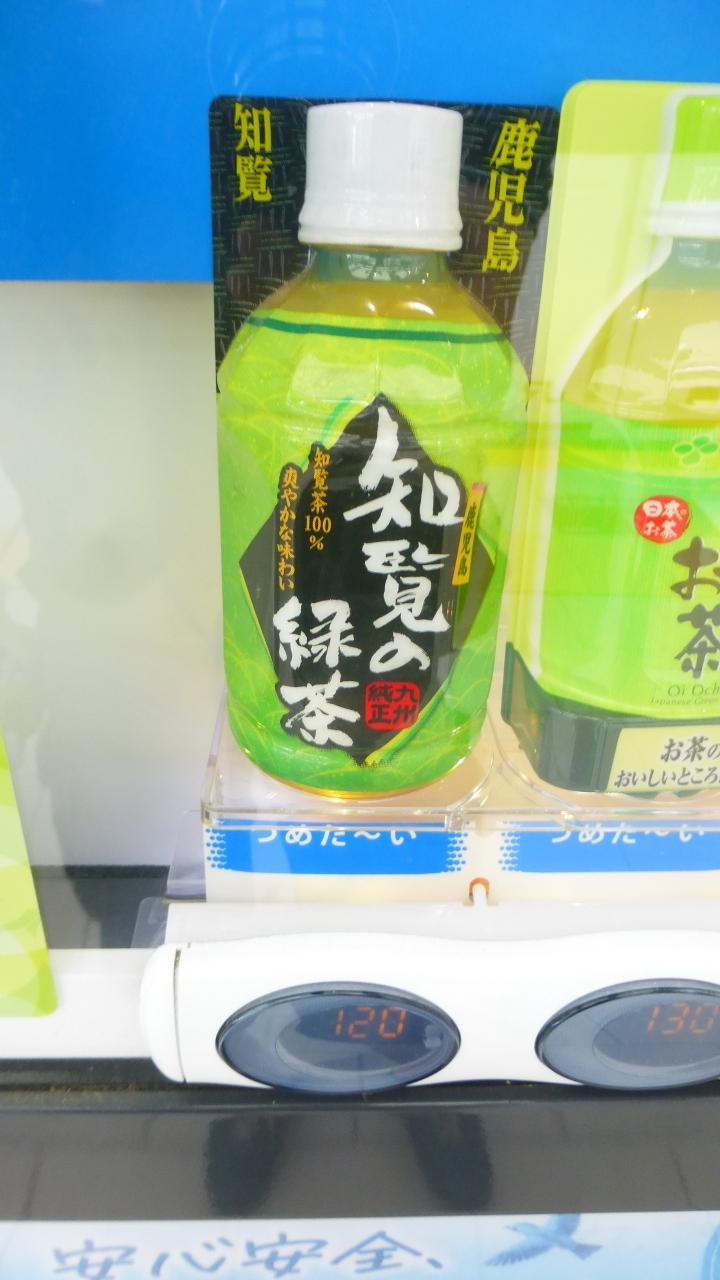 知覧
鹿児島
知覧の
緑茶
知覧茶100%
爽やかな味わい
鹿児島
九州
純正
日本の
お茶
お
茶
Oi Och
Japanese Green
お茶の
おいしいところ
つめた〜い
つめた〜い
120
130
安心安全、